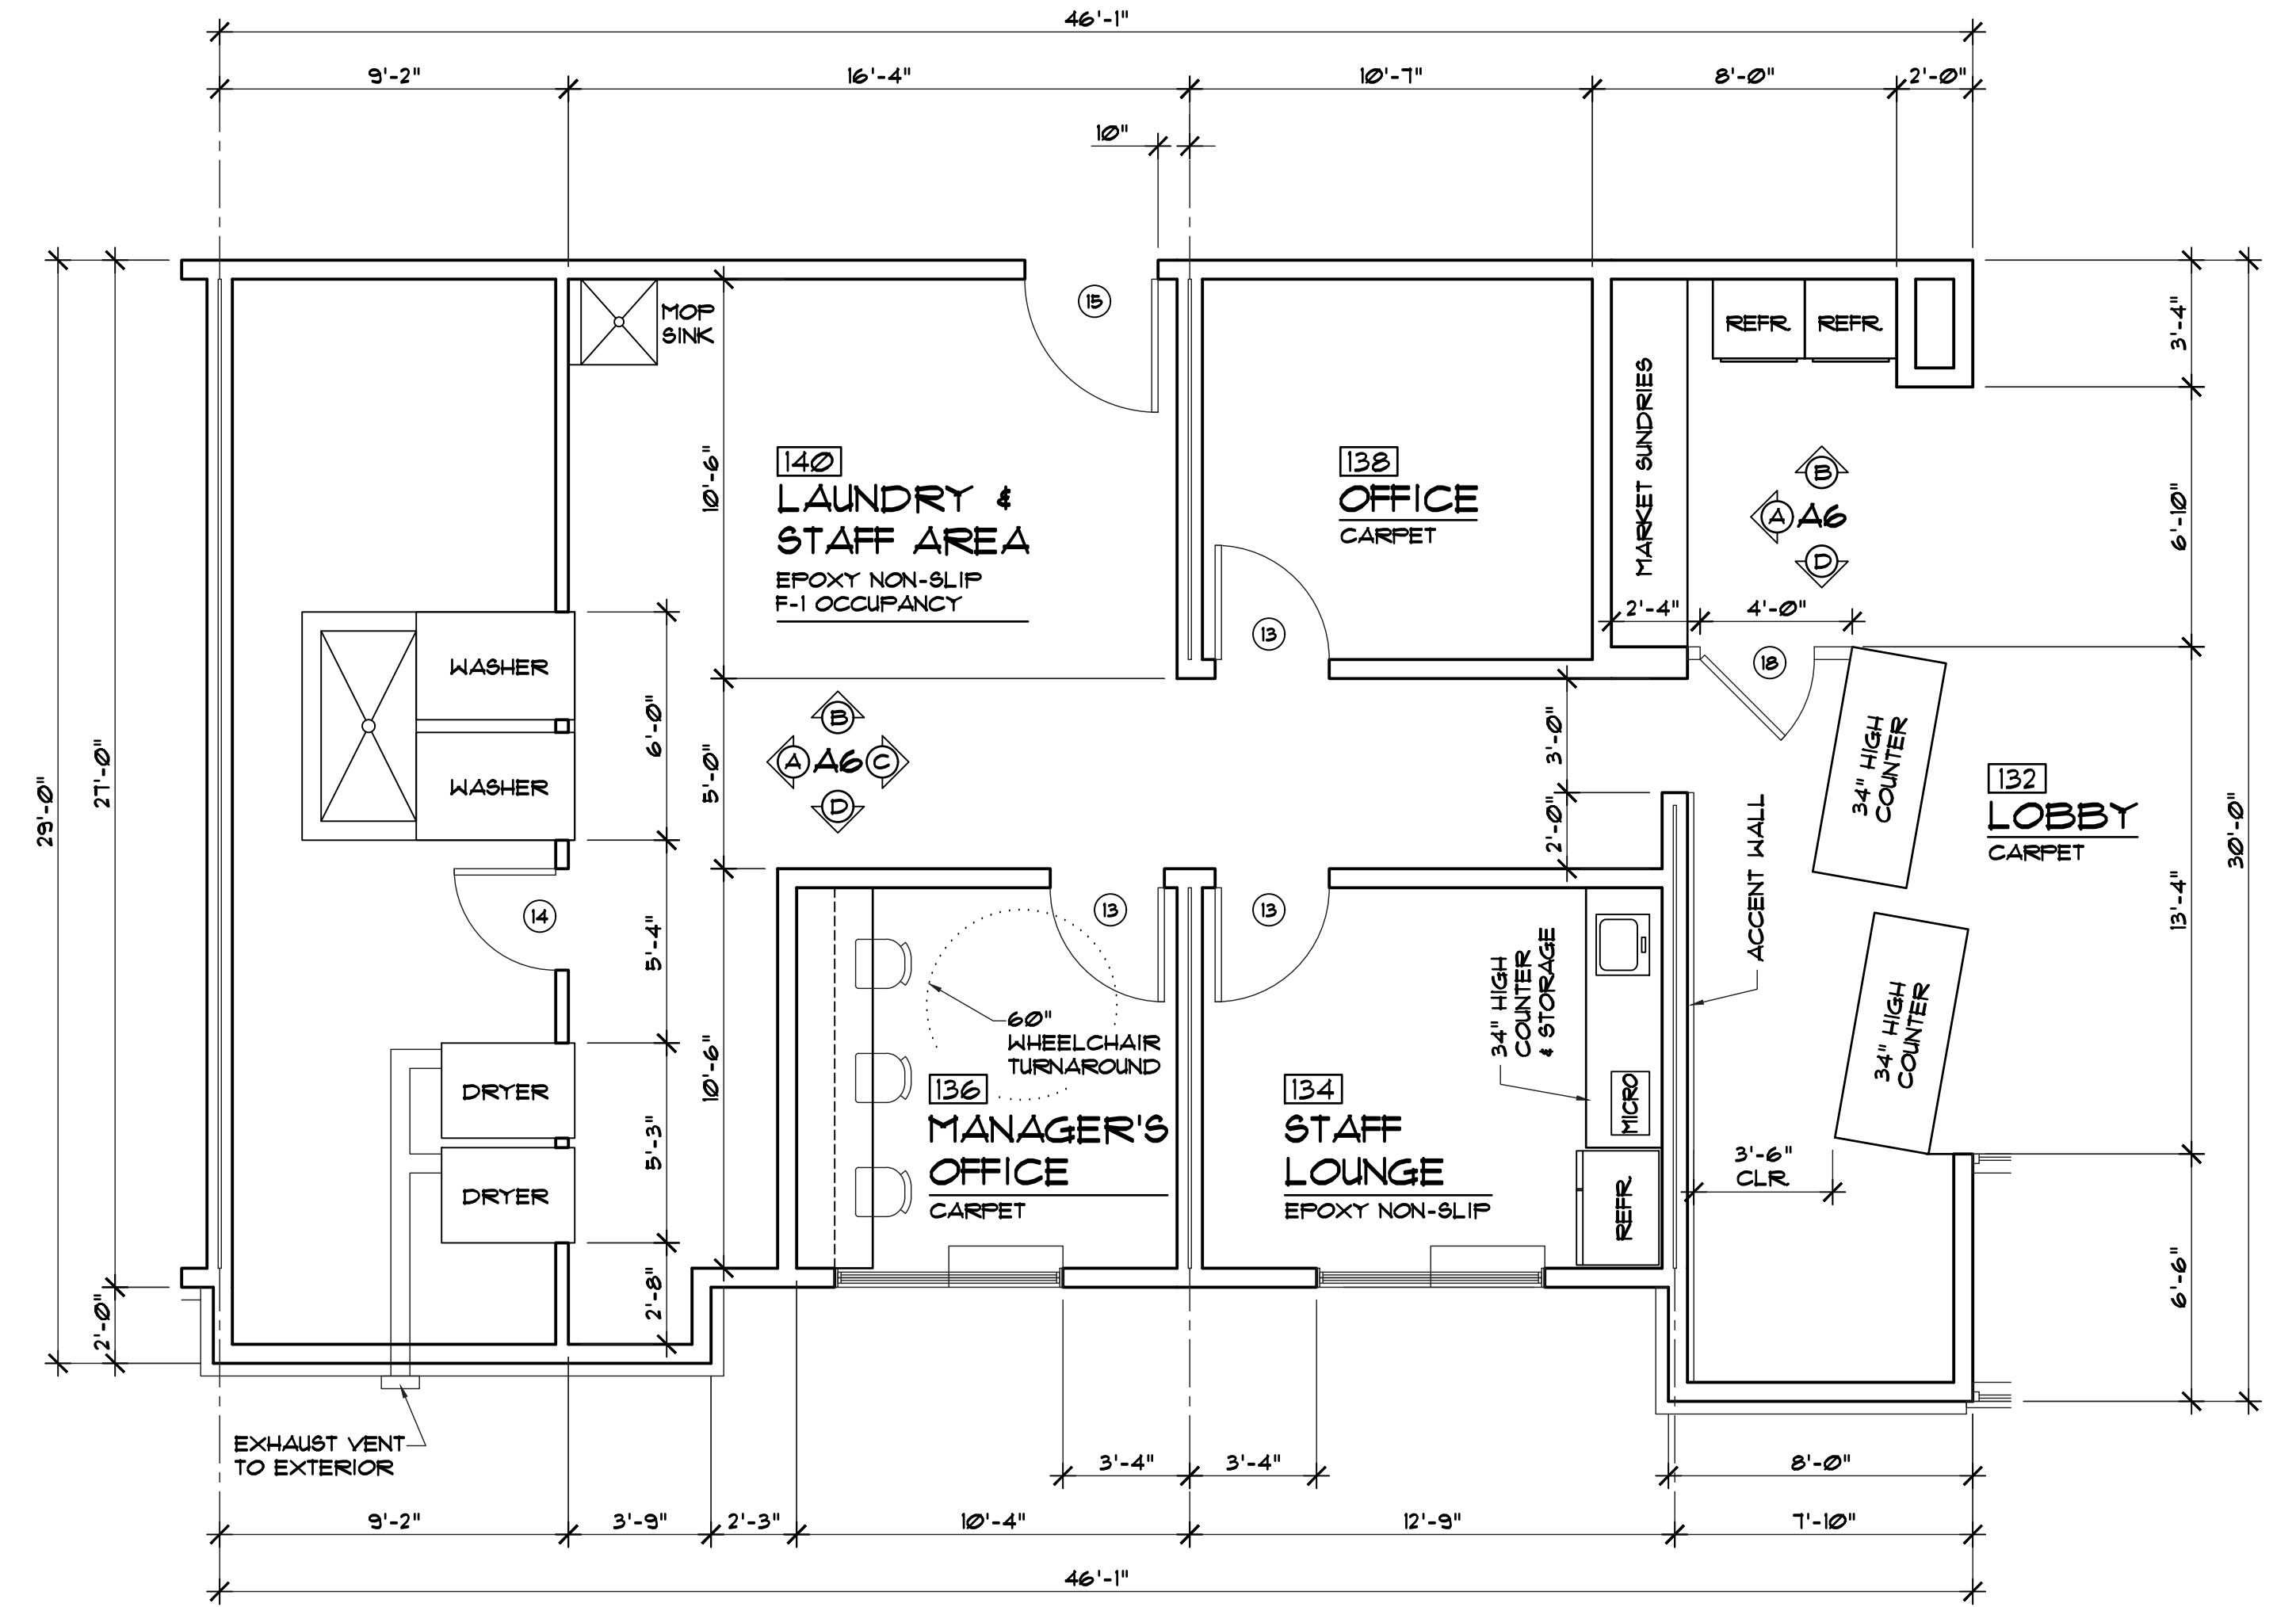 46'-1"
9'-2"
16'-4"
10'-7"
8'-0"
2'-0"
10"
15
MOP
SINK
REFR
REFR
3'-4"
MARKET SUNDRIES
140
LAUNDRY &
STAFF AREA
EPOXY NON-SLIP
F-1 OCCUPANCY
10'-6"
138
OFFICE
CARPET
B
A
A6
D
6'-10"
2'-4"
4'-0"
13
18
WASHER
WASHER
6'-0"
5'-0"
B
A
A6
C
D
3'-0"
2'-0"
34" HIGH
COUNTER
132
LOBBY
CARPET
29'-0"
27'-0"
30'-0"
ACCENT WALL
14
5'-4"
13
13
13'-4"
34" HIGH
COUNTER
& STORAGE
60"
WHEELCHAIR
TURNAROUND
34" HIGH
COUNTER
DRYER
DRYER
5'-3"
10'-6"
136
MANAGER'S
OFFICE
CARPET
134
STAFF
LOUNGE
EPOXY NON-SLIP
MICRO
REFR
3'-6"
CLR
2'-8"
2'-0"
6'-6"
EXHAUST VENT
TO EXTERIOR
3'-4"
3'-4"
8'-0"
9'-2"
3'-9"
2'-3"
10'-4"
12'-9"
7'-10"
46'-1"